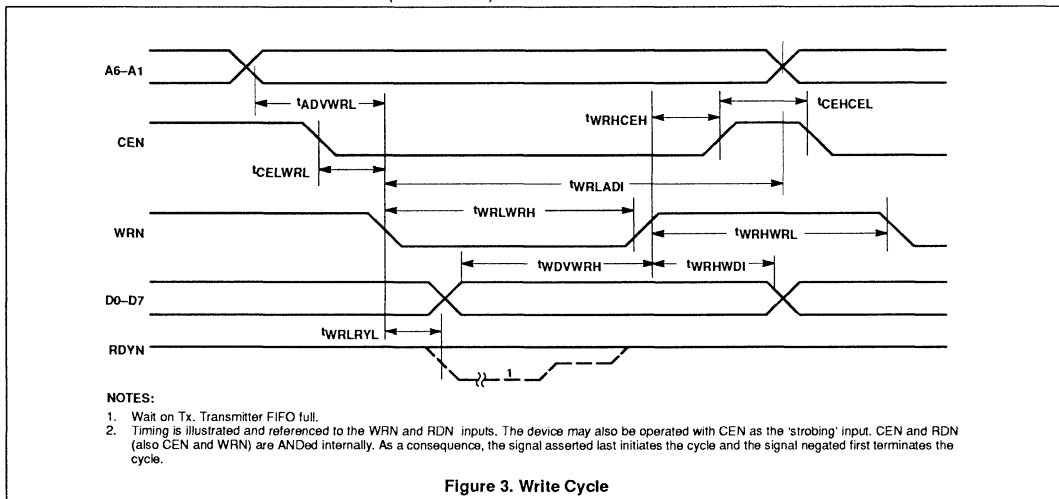 A6–A1
tADVWRL
tWRHCEH
tCEHCEL
CEN
tCELWRL
tWRLADI
tWRLWRH
WRN
tWRHWRL
tWDVWRH
tWRHWDI
D0–D7
tWRLRYL
RDYN
1
NOTES:
1. Wait on Tx. Transmitter FIFO full.
2. Timing is illustrated and referenced to the WRN and RDN inputs. The device may also be operated with CEN as the 'strobing' input. CEN and RDN
(also CEN and WRN) are ANDed internally. As a consequence, the signal asserted last initiates the cycle and the signal negated first terminates the
cycle.
Figure 3. Write Cycle